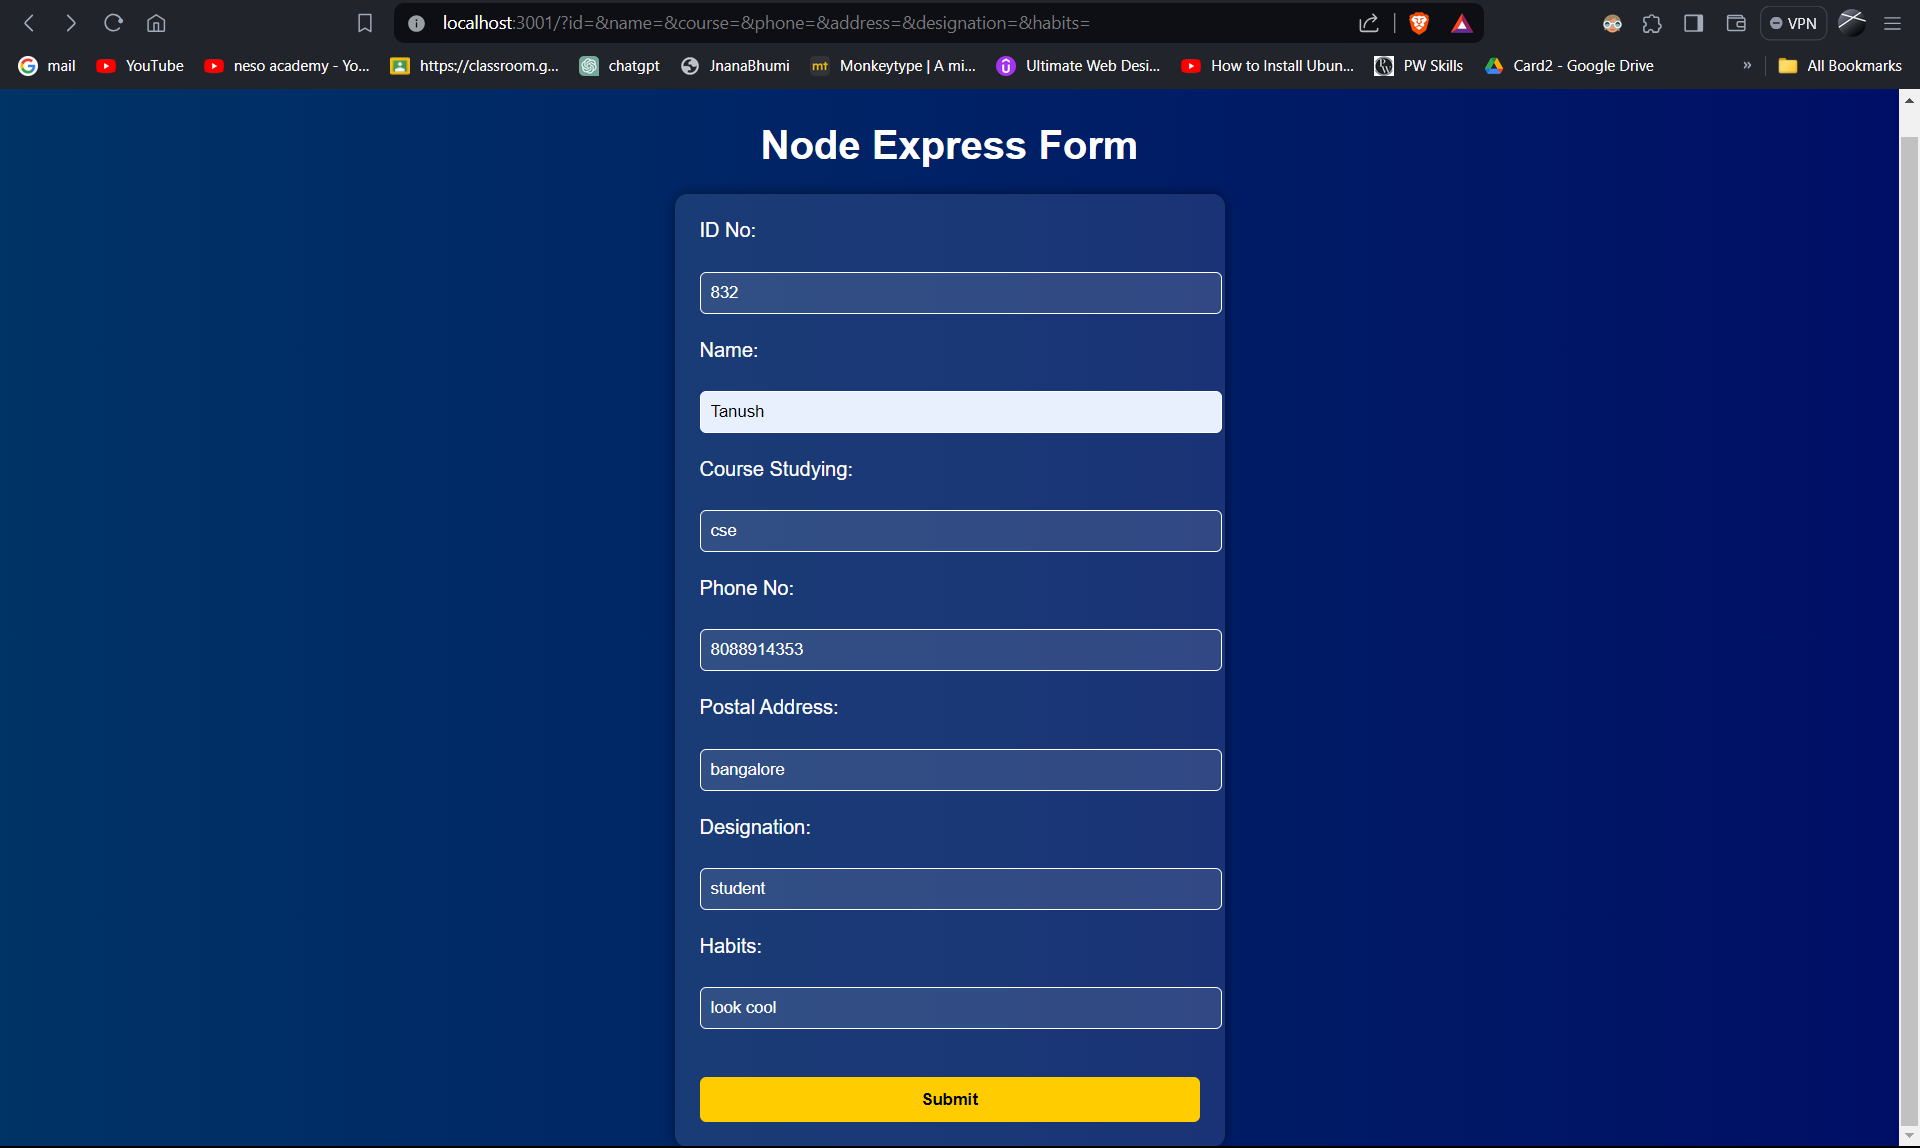 localhost:3001/?id=&name=&course=&phone=&address=&designation=&habits=
VPN
mail YouTube neso academy - Yo... https://classroom.g... chatgpt JnanaBhumi mt Monkeytype | A mi... Ultimate Web Desi... How to Install Ubun... PW Skills Card2 - Google Drive » All Bookmarks
Node Express Form
ID No:
832
Name:
Tanush
Course Studying:
cse
Phone No:
8088914353
Postal Address:
bangalore
Designation:
student
Habits:
look cool
Submit